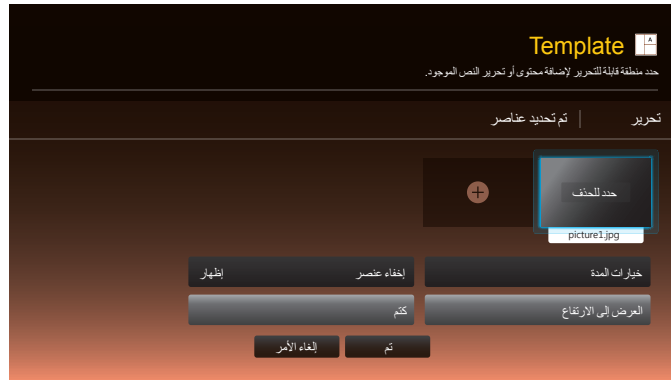 Template
حدد منطقة قابلة للتحرير لإضافة محتوى أو تحرير النص الموجود.
تحرير | تم تحديد عناصر
حدد للحذف
picture1.jpg
خيارات المدة إخفاء عنصر إظهار
العرض إلى الارتفاع كتم
تم إلغاء الأمر